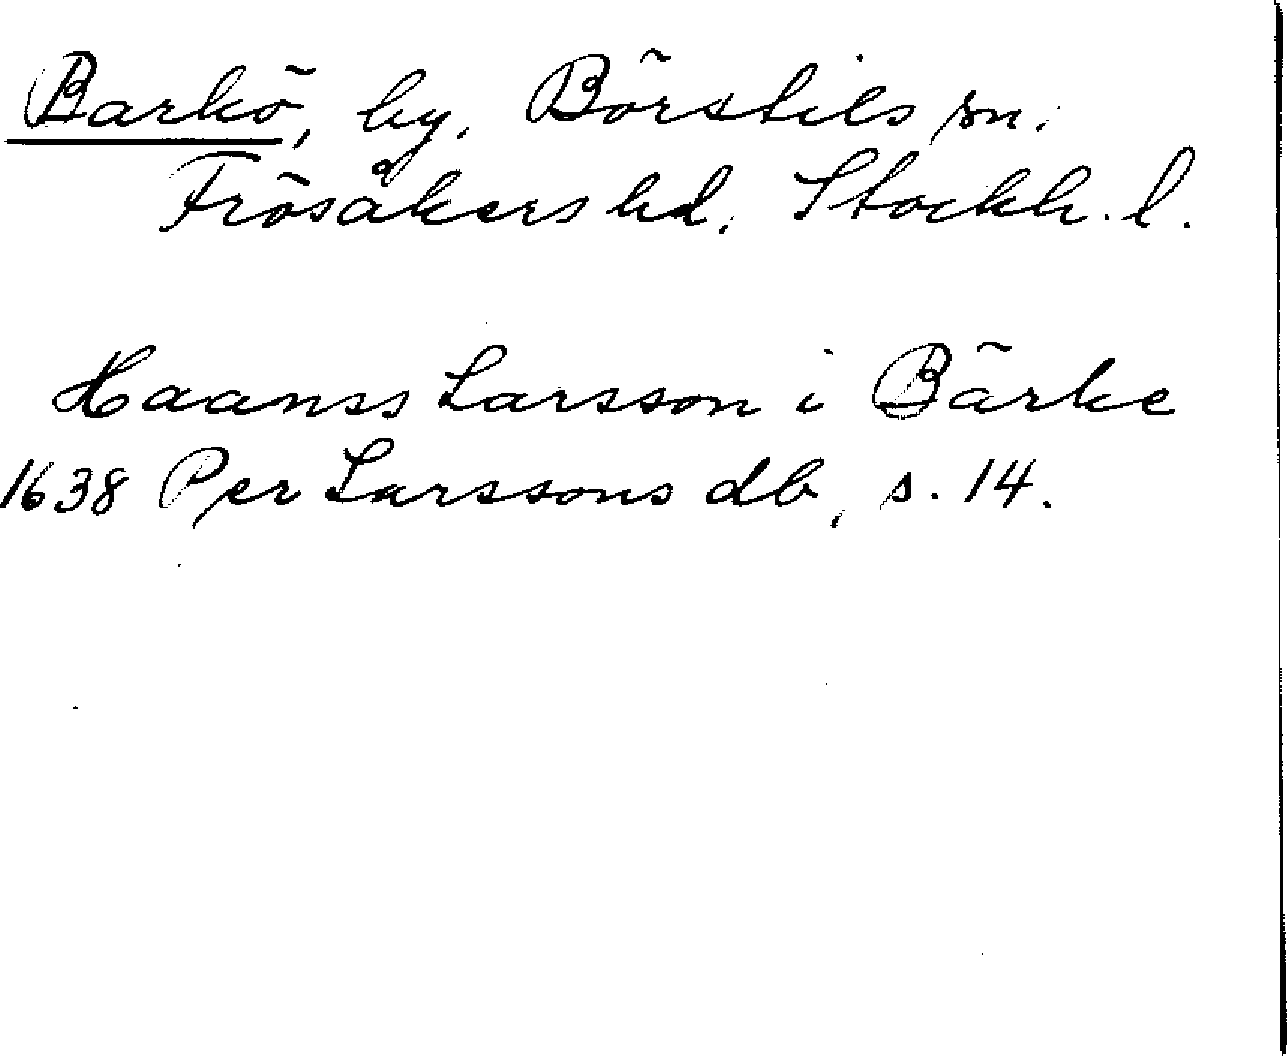 Barkö, by, Börstils sn.
Frösåkers hd. Stockh. l.
Haanss Larsson i Bärke
1638 Per Larssons db, s. 14.